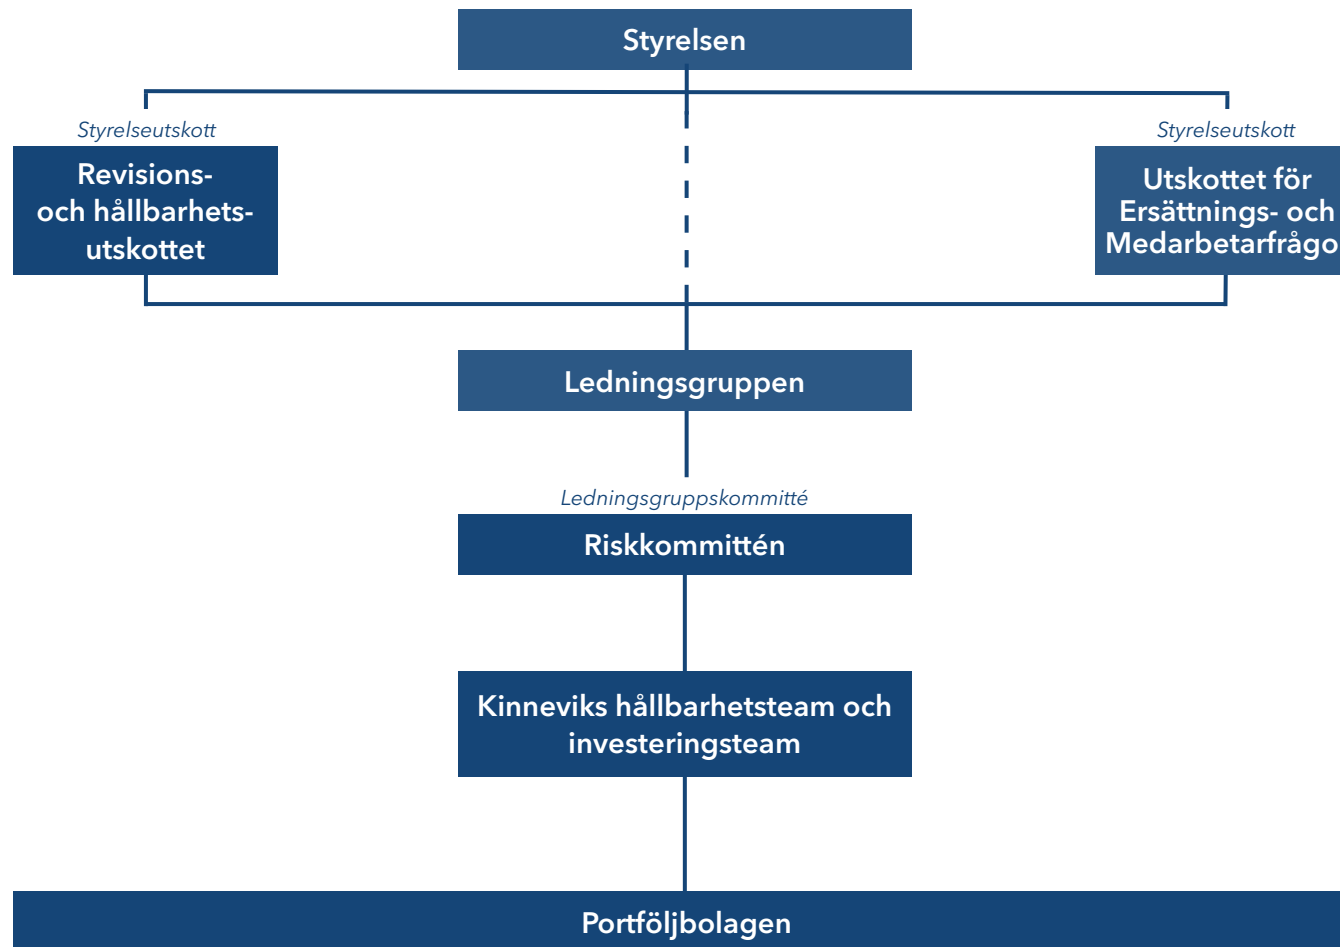 Styrelsen
Styrelseutskott
Revisions-
och hållbarhets-
utskottet
Styrelseutskott
Utskottet för
Ersättnings- och
Medarbetarfrågo
Ledningsgruppen
Ledningsgruppskommitté
Riskkommittén
Kinneviks hållbarhetsteam och
investeringsteam
Portföljbolagen